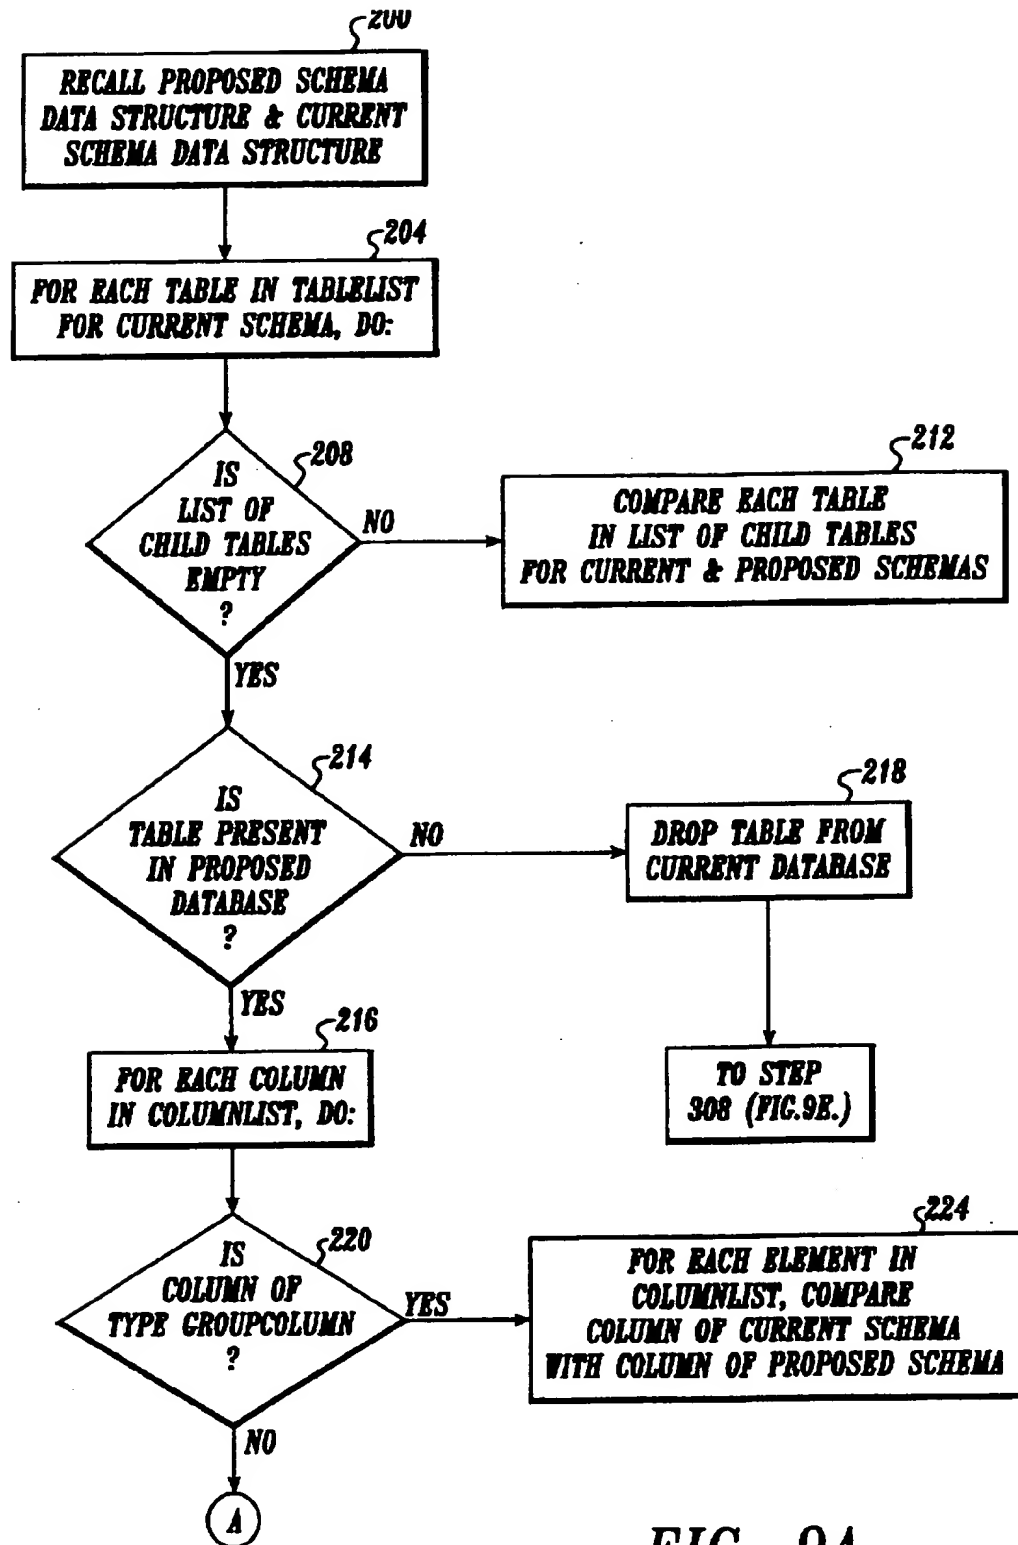 200
RECALL PROPOSED SCHEMA
DATA STRUCTURE & CURRENT
SCHEMA DATA STRUCTURE
204
FOR EACH TABLE IN TABLELIST
FOR CURRENT SCHEMA, DO:
208
IS
LIST OF
CHILD TABLES
EMPTY
?
NO
212
COMPARE EACH TABLE
IN LIST OF CHILD TABLES
FOR CURRENT & PROPOSED SCHEMAS
YES
214
IS
TABLE PRESENT
IN PROPOSED
DATABASE
?
NO
218
DROP TABLE FROM
CURRENT DATABASE
YES
216
FOR EACH COLUMN
IN COLUMNLIST, DO:
TO STEP
308 (FIG.9E.)
220
IS
COLUMN OF
TYPE GROUPCOLUMN
?
YES
224
FOR EACH ELEMENT IN
COLUMNLIST, COMPARE
COLUMN OF CURRENT SCHEMA
WITH COLUMN OF PROPOSED SCHEMA
NO
A
FIG. 9A